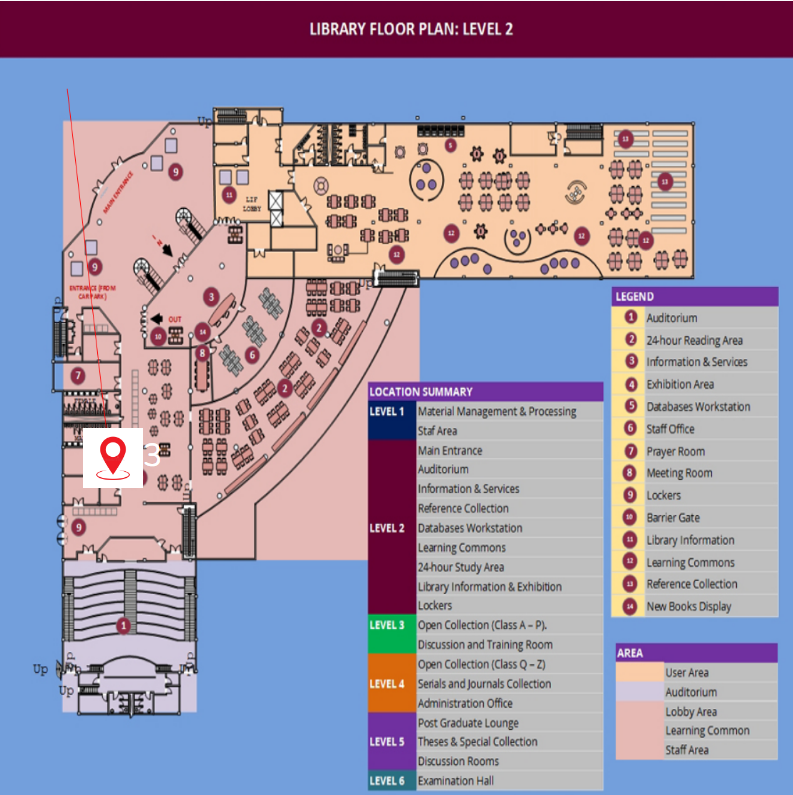 LIBRARY FLOOR PLAN: LEVEL 2
Up
9
MAIN ENTRANCE
11
LIF
LOBBY
5
13
13
12
12
12
12
IN
9
ENTRANCE (FROM
CAR PARK)
3
OUT
10
14
8
6
2
2
7
3
9
1
Up
Up
Up
LEGEND
1 Auditorium
2 24-hour Reading Area
3 Information & Services
4 Exhibition Area
5 Databases Workstation
6 Staff Office
7 Prayer Room
8 Meeting Room
9 Lockers
10 Barrier Gate
11 Library Information
12 Learning Commons
13 Reference Collection
14 New Books Display
LOCATION SUMMARY
LEVEL 1
Material Management & Processing
Staf Area
LEVEL 2
Main Entrance
Auditorium
Information & Services
Reference Collection
Databases Workstation
Learning Commons
24-hour Study Area
Library Information & Exhibition
Lockers
LEVEL 3
Open Collection (Class A – P).
Discussion and Training Room
LEVEL 4
Open Collection (Class Q – Z)
Serials and Journals Collection
Administration Office
LEVEL 5
Post Graduate Lounge
Theses & Special Collection
Discussion Rooms
LEVEL 6
Examination Hall
AREA
User Area
Auditorium
Lobby Area
Learning Common
Staff Area